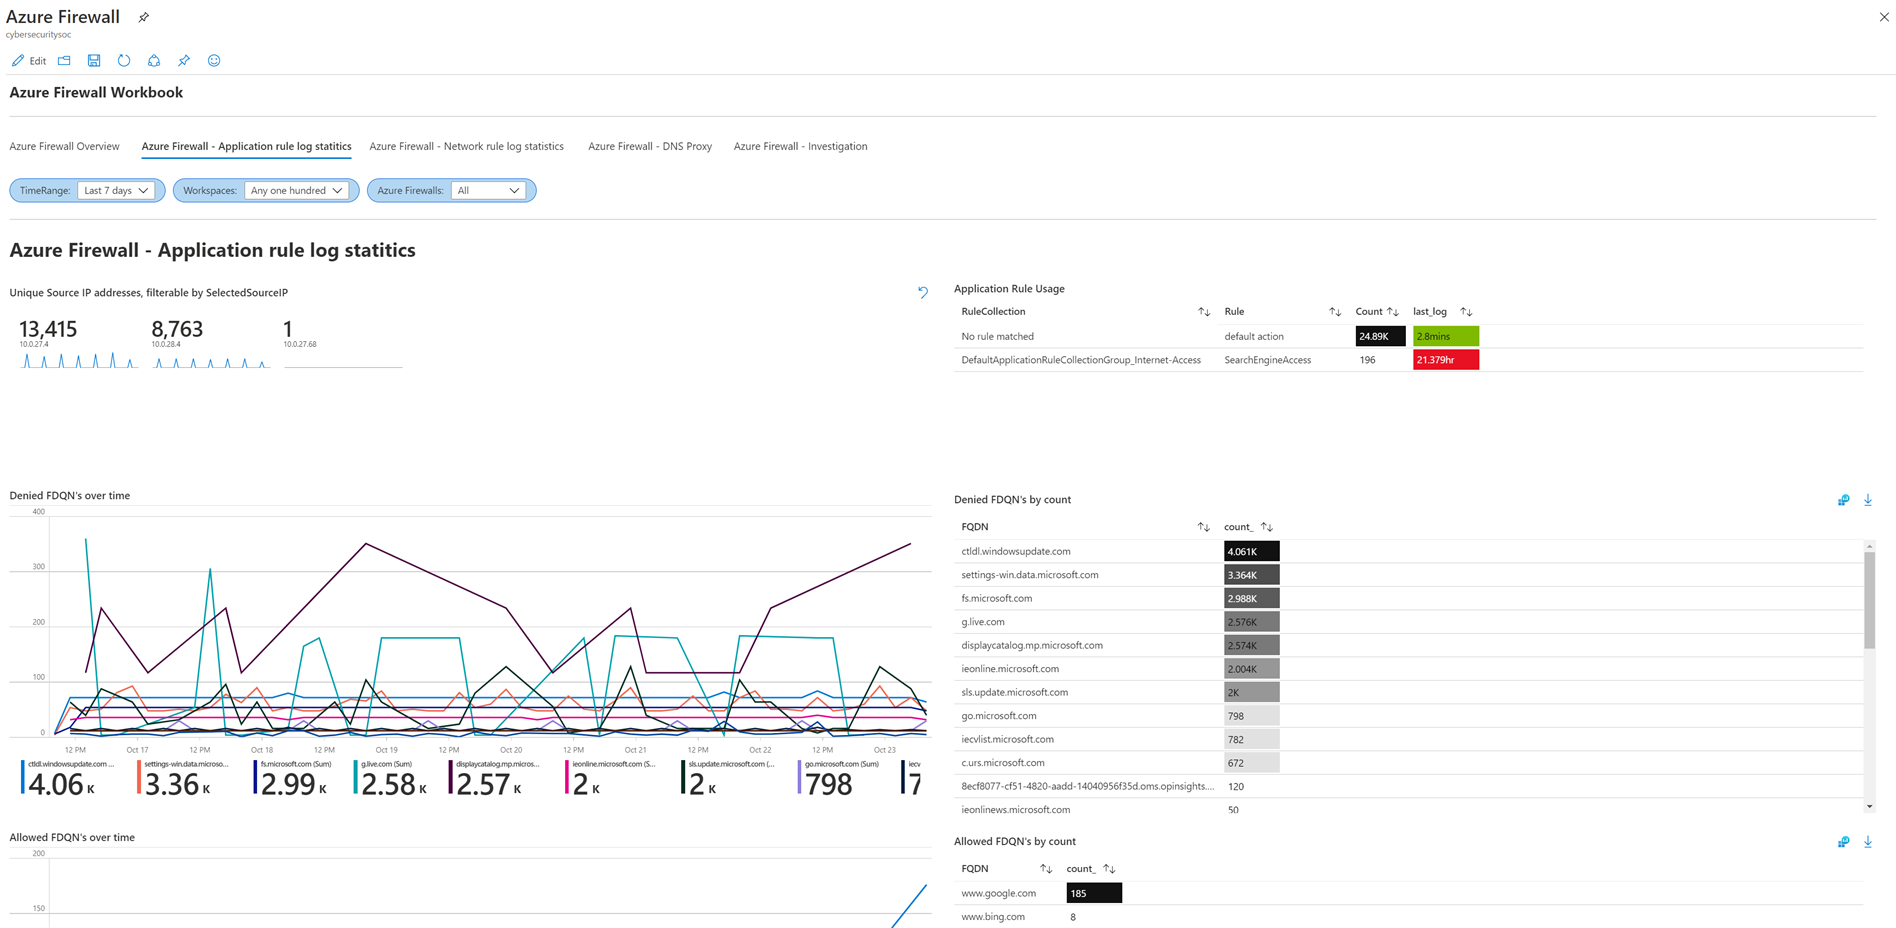 Azure Firewall
cybersecuritysoc
Edit
Azure Firewall Workbook
Azure Firewall Overview
Azure Firewall - Application rule log statitics
Azure Firewall - Network rule log statistics
Azure Firewall - DNS Proxy
Azure Firewall - Investigation
TimeRange: Last 7 days
Workspaces: Any one hundred
Azure Firewalls: All
Azure Firewall - Application rule log statitics
Unique Source IP addresses, filterable by SelectedSourceIP
13,415 8,763 1
10.0.27.4 10.0.28.4 10.0.27.68
Application Rule Usage
RuleCollection Rule Count last_log
No rule matched default action 24.89K 2.8mins
DefaultApplicationRuleCollectionGroup_Internet-Access SearchEngineAccess 196 21.379hr
Denied FDQN's over time
400
300
200
100
0
12 PM Oct 17 12 PM Oct 18 12 PM Oct 19 12 PM Oct 20 12 PM Oct 21 12 PM Oct 22 12 PM Oct 23
ctldl.windowsupdate.com ... settings-win.data.microso... fs.microsoft.com (Sum) g.live.com (Sum) displaycatalog.mp.micros... ieonline.microsoft.com (S... sls.update.microsoft.com (... go.microsoft.com (Sum) iecv
4.06 K 3.36 K 2.99 K 2.58 K 2.57 K 2 K 2 K 798 7
Denied FDQN's by count
FQDN count_
ctldl.windowsupdate.com 4.061K
settings-win.data.microsoft.com 3.364K
fs.microsoft.com 2.988K
g.live.com 2.576K
displaycatalog.mp.microsoft.com 2.574K
ieonline.microsoft.com 2.004K
sls.update.microsoft.com 2K
go.microsoft.com 798
iecvlist.microsoft.com 782
c.urs.microsoft.com 672
8ecf8077-cf51-4820-aadd-14040956f35d.oms.opinsights.... 120
ieonlinews.microsoft.com 50
Allowed FDQN's over time
200
150
Allowed FDQN's by count
FQDN count_
www.google.com 185
www.bing.com 8